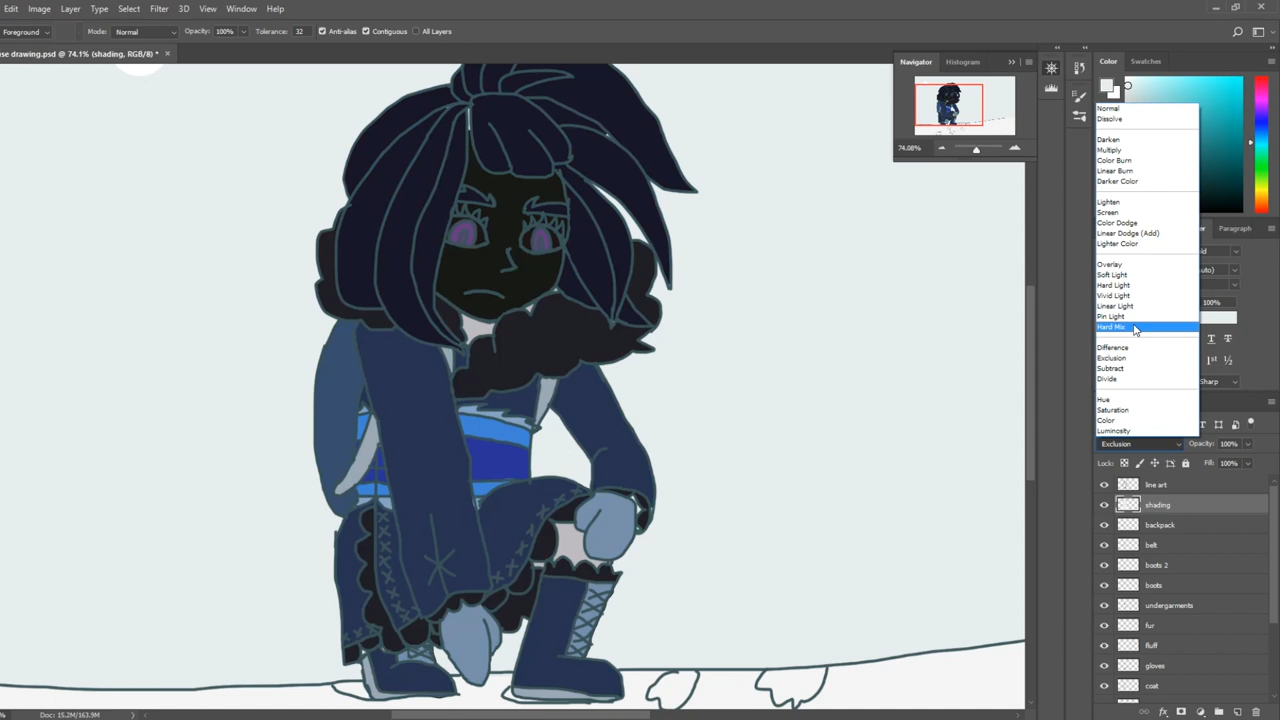 Edit Image Layer Type Select Filter 3D View Window Help
Foreground Mode: Normal Opacity: 100% Tolerance: 32 Anti-alias Contiguous All Layers
use drawing.psd @ 74.1% (shading, RGB/8) * ×
Navigator Histogram
Color Swatches
74.08%
Normal
Dissolve
Darken
Multiply
Color Burn
Linear Burn
Darker Color
Lighten
Screen
Color Dodge
Linear Dodge (Add)
Lighter Color
Overlay
Soft Light
Hard Light
Vivid Light
Linear Light
Pin Light
Hard Mix
Difference
Exclusion
Subtract
Divide
Hue
Saturation
Color
Luminosity
Paragraph
100%
Sharp
Exclusion Opacity: 100%
Lock: Fill: 100%
line art
shading
backpack
belt
boots 2
boots
undergarments
fur
fluff
gloves
coat
Doc: 15.2M/163.9M